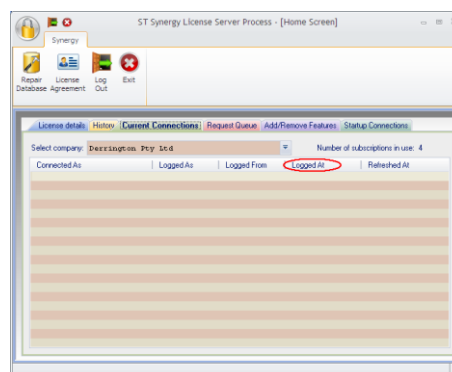 ST Synergy License Server Process - [Home Screen]
Synergy
Repair Database
License Agreement
Log Out
Exit
License details History Current Connections Request Queue Add/Remove Features Startup Connections
Select company: Derrington Pty Ltd Number of subscriptions in use: 4
Connected As Logged As Logged From Logged At Refreshed At